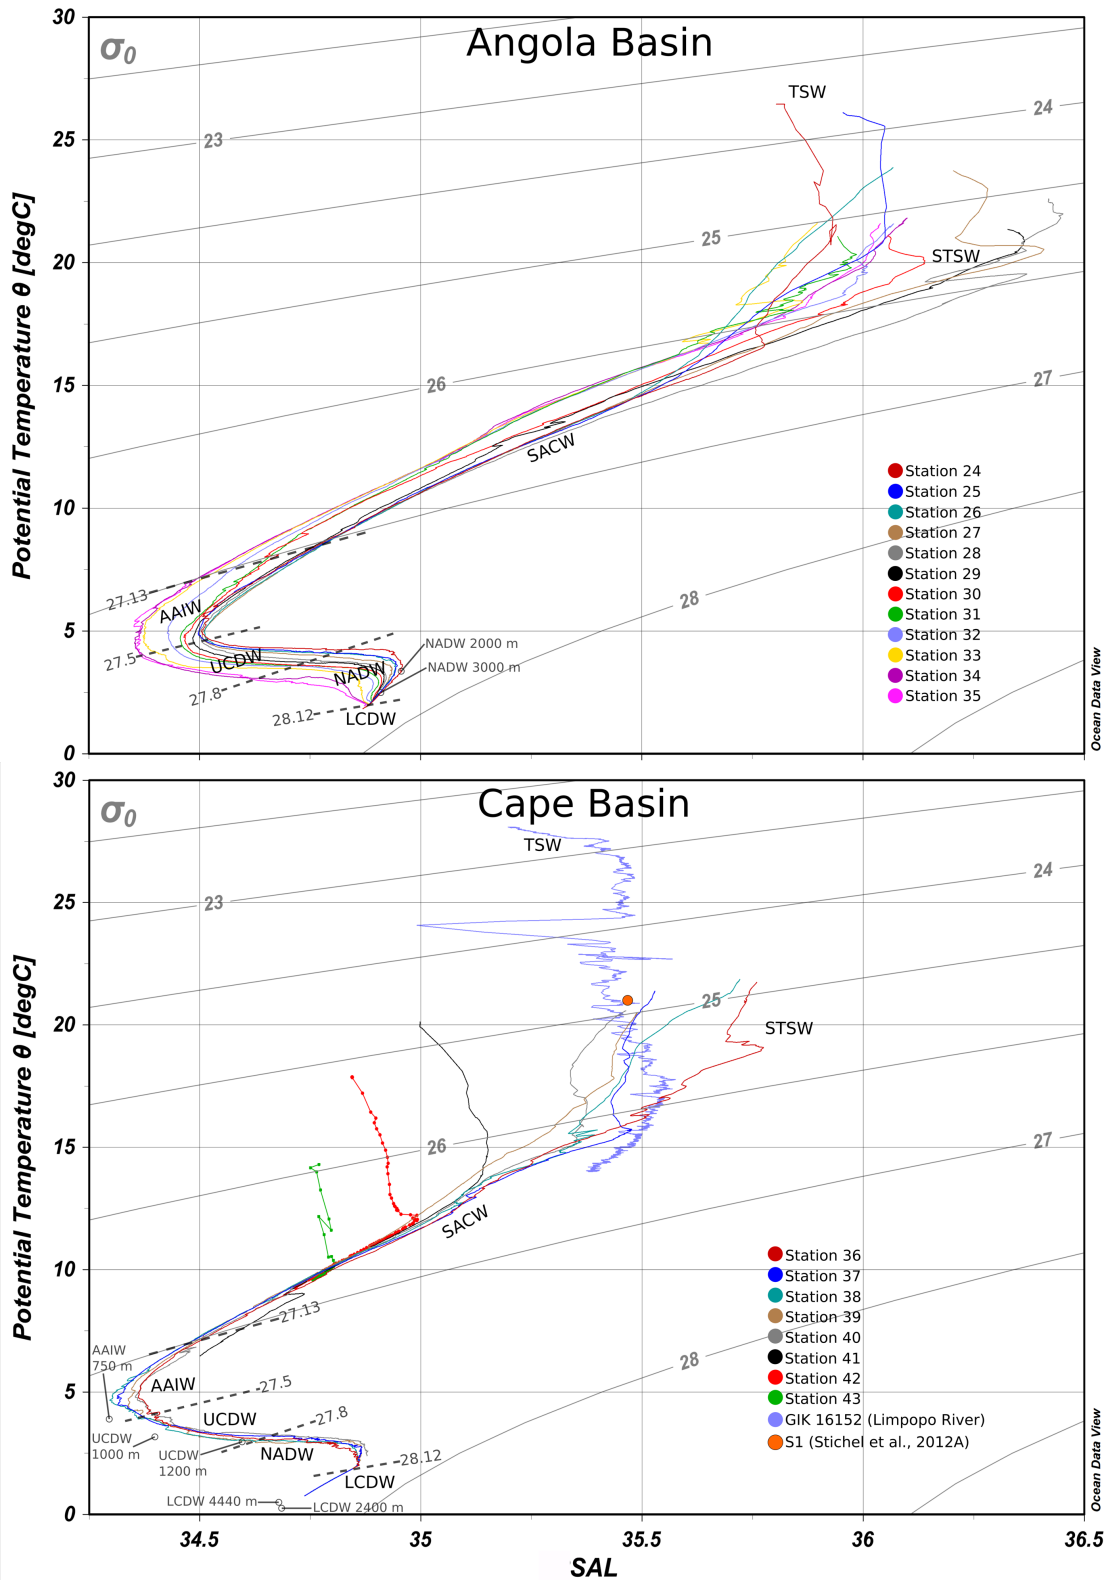 Angola Basin
σ0
30
25
20
15
10
5
0
Potential Temperature θ [degC]
23
24
25
26
27
28
TSW
STSW
SACW
AAIW
UCDW
NADW
LCDW
27.13
27.5
27.8
28.12
NADW 2000 m
NADW 3000 m
Station 24
Station 25
Station 26
Station 27
Station 28
Station 29
Station 30
Station 31
Station 32
Station 33
Station 34
Station 35
Ocean Data View
Cape Basin
σ0
30
25
20
15
10
5
0
Potential Temperature θ [degC]
23
24
25
26
27
28
TSW
STSW
SACW
27.13
AAIW
750 m
AAIW
27.5
UCDW
27.8
UCDW
1000 m
UCDW
1200 m
NADW
28.12
LCDW
LCDW 4440 m
LCDW 2400 m
Station 36
Station 37
Station 38
Station 39
Station 40
Station 41
Station 42
Station 43
GIK 16152 (Limpopo River)
S1 (Stichel et al., 2012A)
Ocean Data View
34.5
35
35.5
36
36.5
SAL